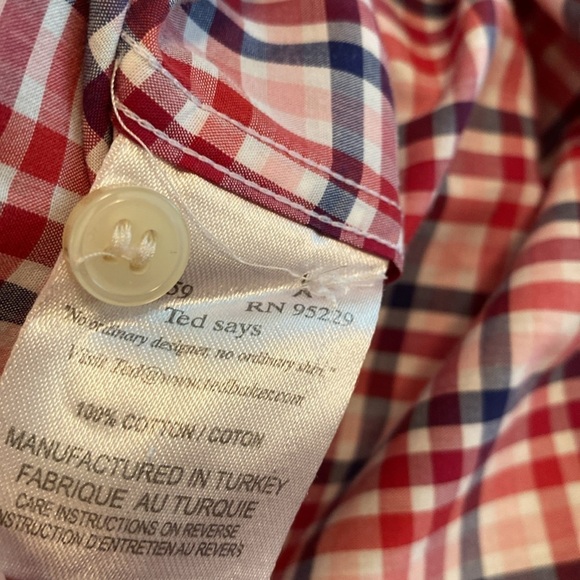 59 RN 95229
Ted says
"No ordinary designer, no ordinary shirt."
Visit Ted@www.tedbaker.com
100% COTTON / COTON
MANUFACTURED IN TURKEY
FABRIQUE AU TURQUIE
CARE INSTRUCTIONS ON REVERSE
INSTRUCTION D'ENTRETIEN AU REVERS